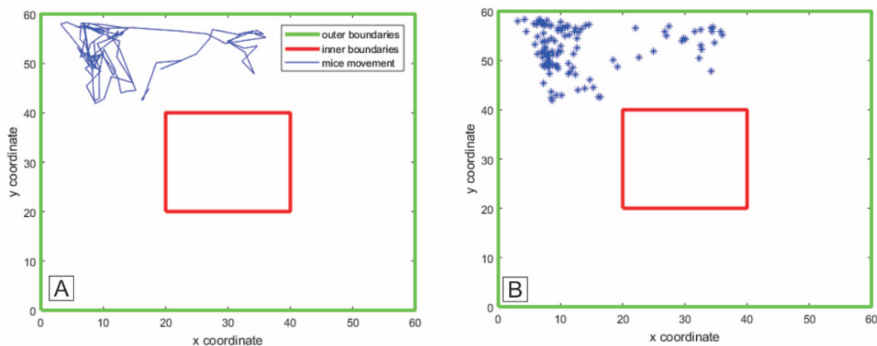 60
50
40
30
20
10
0
y coordinate
outer boundaries
inner boundaries
mice movement
A
0 10 20 30 40 50 60
x coordinate
60
50
40
30
20
10
0
y coordinate
B
0 10 20 30 40 50 60
x coordinate